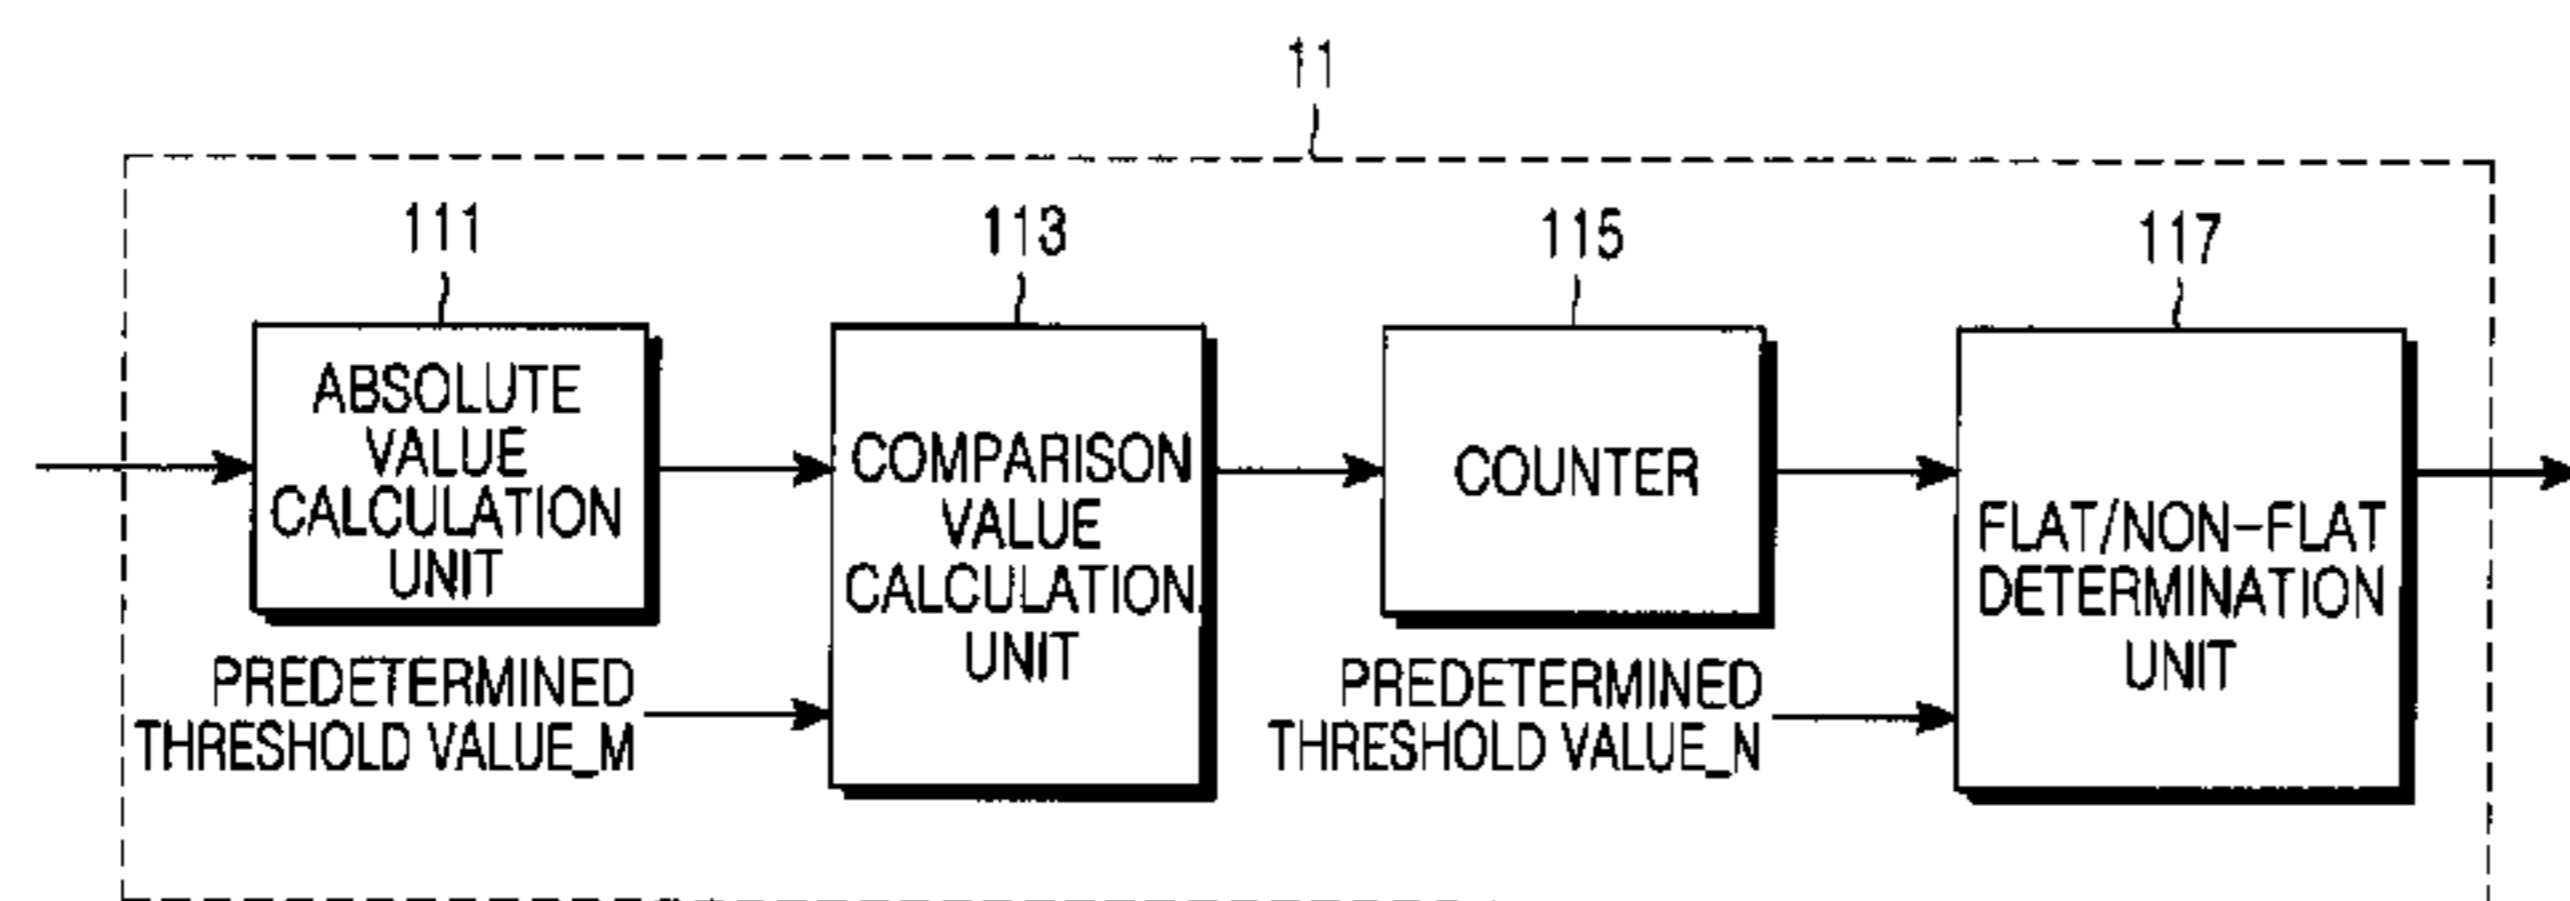 11
111
113
115
117
ABSOLUTE
VALUE
CALCULATION
UNIT
COMPARISON
VALUE
CALCULATION
UNIT
COUNTER
FLAT/NON-FLAT
DETERMINATION
UNIT
PREDETERMINED
THRESHOLD VALUE_M
PREDETERMINED
THRESHOLD VALUE_N